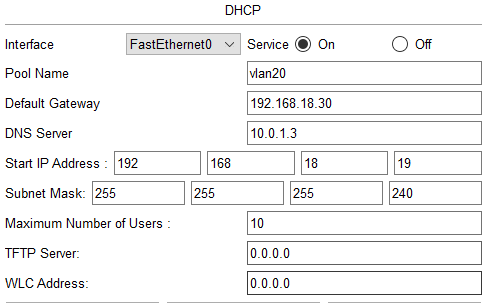 DHCP
Interface FastEthernet0 Service On Off
Pool Name vlan20
Default Gateway 192.168.18.30
DNS Server 10.0.1.3
Start IP Address : 192 168 18 19
Subnet Mask: 255 255 255 240
Maximum Number of Users : 10
TFTP Server: 0.0.0.0
WLC Address: 0.0.0.0